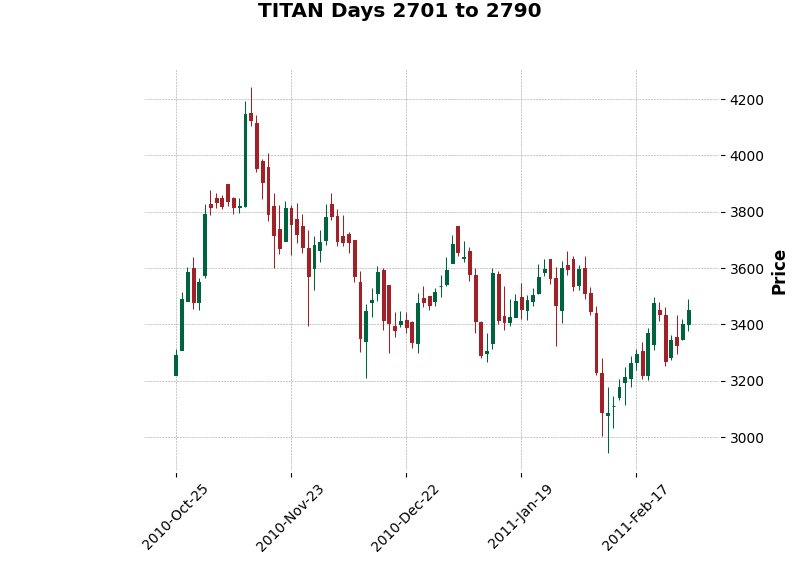 TITAN Days 2701 to 2790
4200
4000
3800
3600
3400
3200
3000
Price
2010-Oct-25
2010-Nov-23
2010-Dec-22
2011-Jan-19
2011-Feb-17